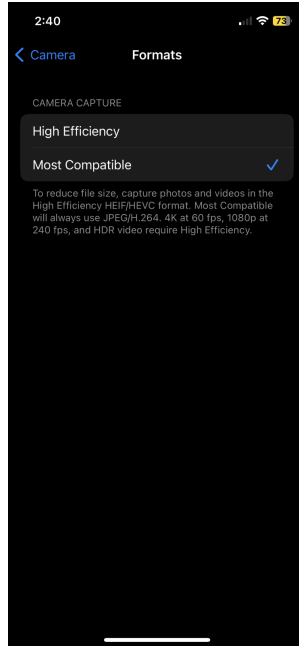 2:40
73
Camera
Formats
CAMERA CAPTURE
High Efficiency
Most Compatible
To reduce file size, capture photos and videos in the
High Efficiency HEIF/HEVC format. Most Compatible
will always use JPEG/H.264. 4K at 60 fps, 1080p at
240 fps, and HDR video require High Efficiency.